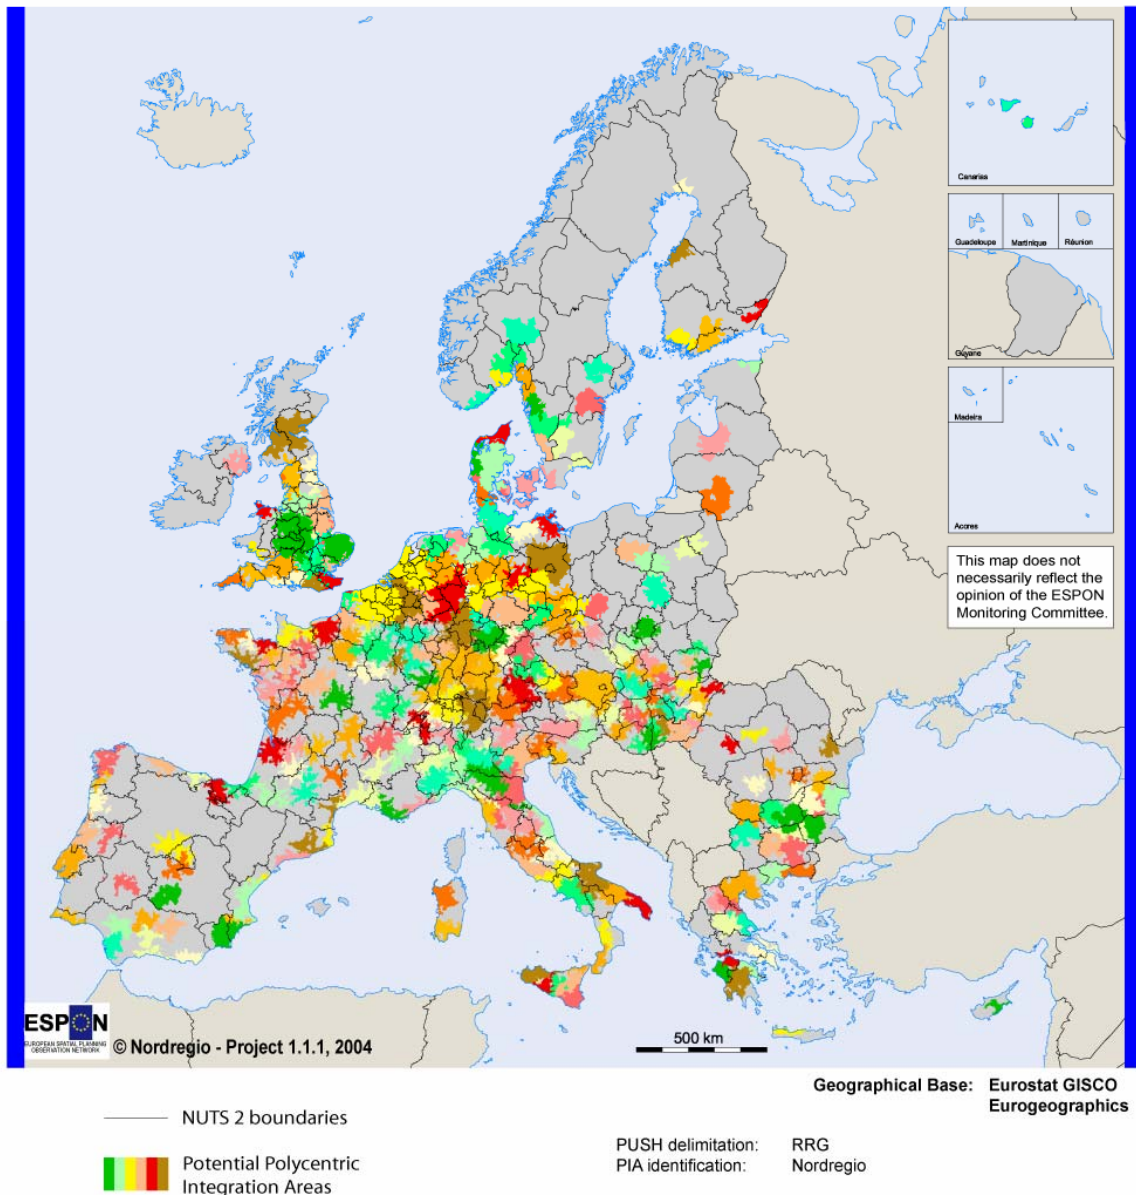 Canarias
Guadeloupe
Martinique
Réunion
Guyane
Madeira
Acores
This map does not
necessarily reflect the
opinion of the ESPON
Monitoring Committee.
ESPON
EUROPEAN SPATIAL PLANNING
OBSERVATION NETWORK
© Nordregio - Project 1.1.1, 2004
500 km
Geographical Base: Eurostat GISCO
Eurogeographics
NUTS 2 boundaries
Potential Polycentric
Integration Areas
PUSH delimitation: RRG
PIA identification: Nordregio